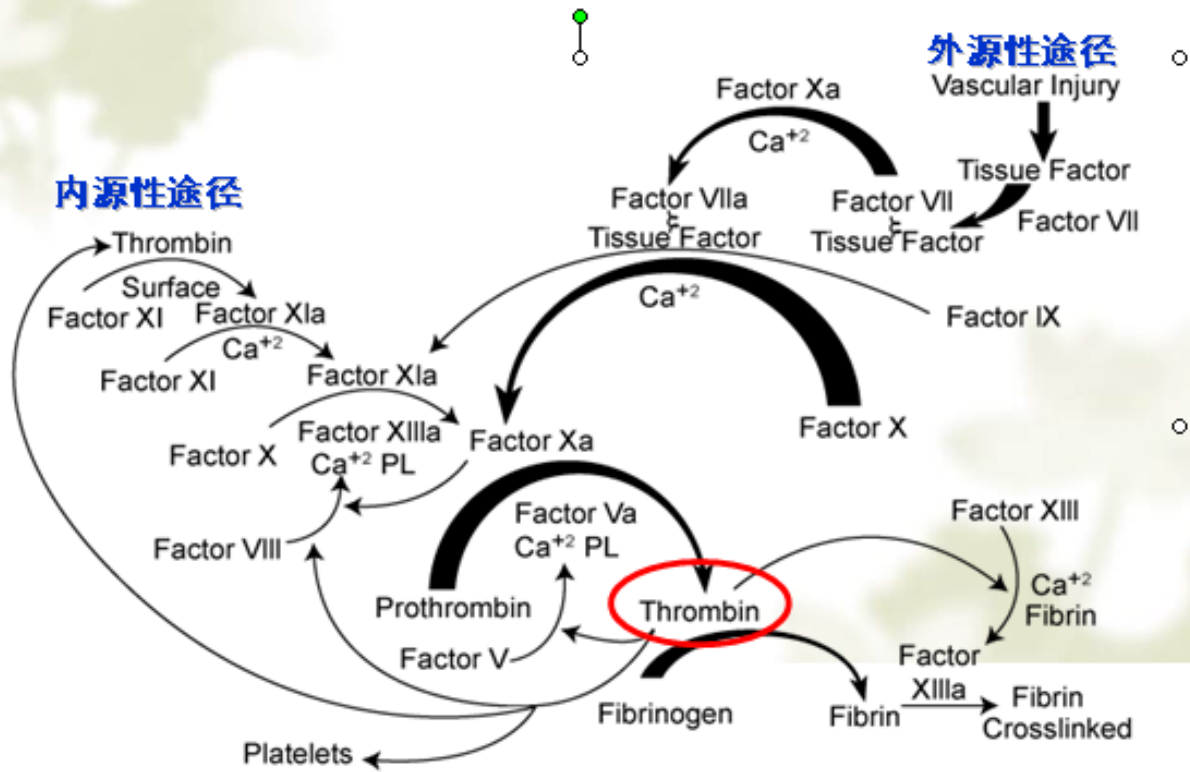 外源性途径
Vascular Injury
Factor Xa
Ca+2
Tissue Factor
Factor VIIa
Factor VII
Factor VII
Tissue Factor
Tissue Factor
内源性途径
Thrombin
Surface
Factor XI
Factor XIa
Ca+2
Ca+2
Factor IX
Factor XI
Factor XIa
Factor X
Factor X
Factor XIIIa
Ca+2 PL
Factor Xa
Factor VIII
Factor Va
Ca+2 PL
Factor XIII
Ca+2
Fibrin
Prothrombin
Thrombin
Factor V
Factor
XIIIa
Fibrinogen
Fibrin
Fibrin
Crosslinked
Platelets